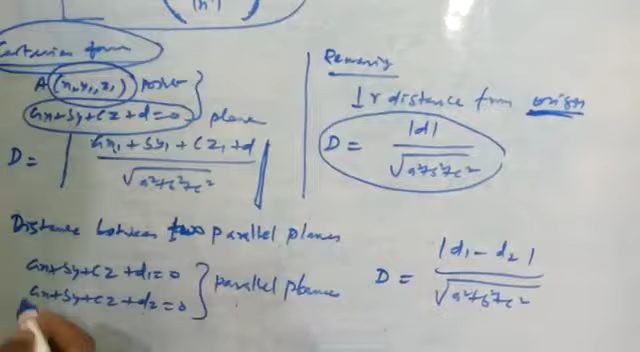 Cartesian form
A (x₁, y₁, z₁) point
ax+by+cz+d=0 plane
D = | ax₁ + by₁ + cz₁ + d / √a²+b²+c² |
Remark
⊥r distance from origin
D = |d| / √a²+b²+c²
Distance between two parallel planes
ax+by+cz+d₁=0
ax+by+cz+d₂=0
parallel planes
D = |d₁ - d₂| / √a²+b²+c²